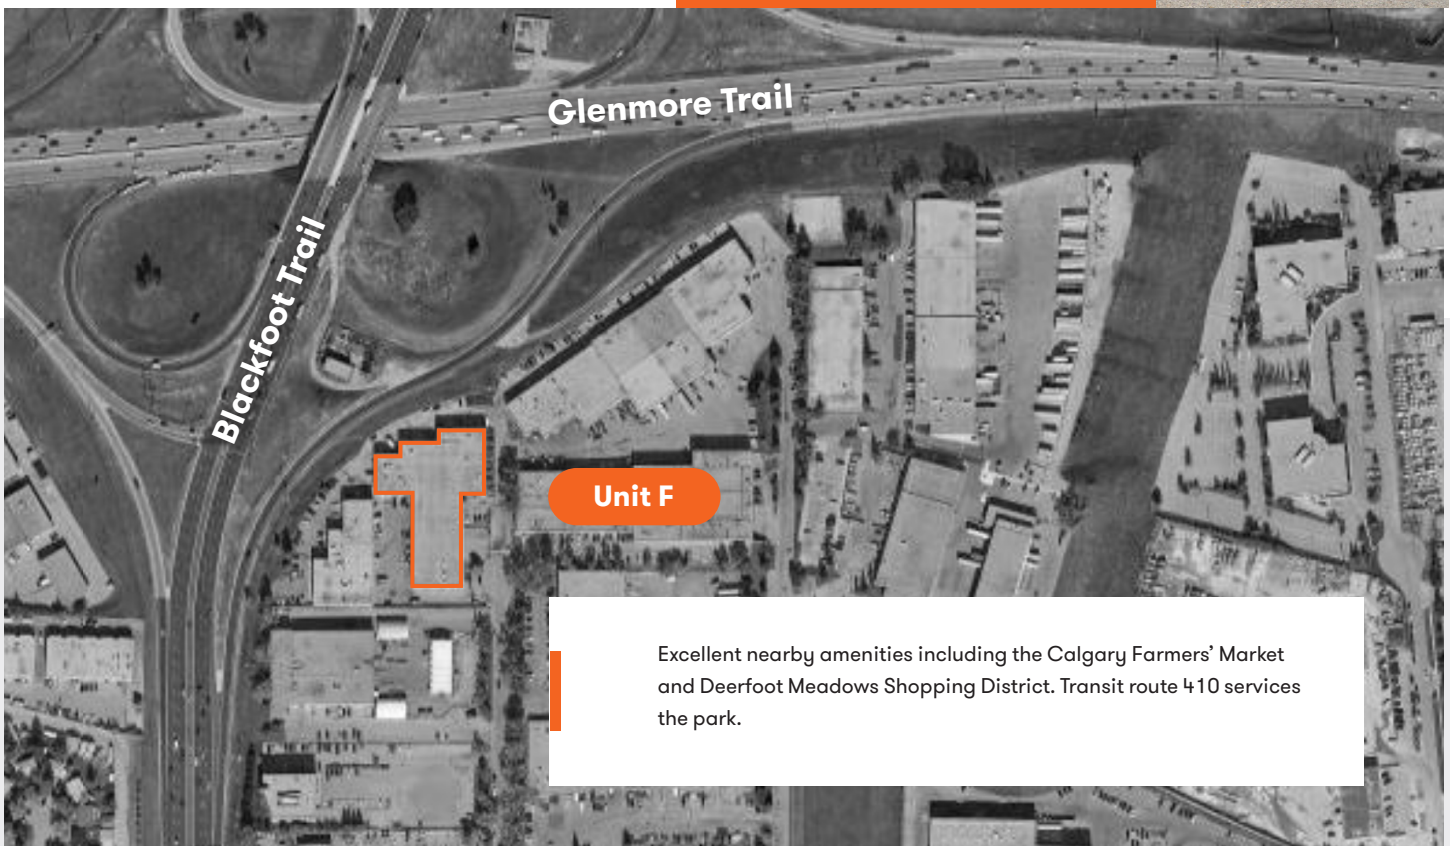 Glenmore Trail
Blackfoot Trail
Unit F
Excellent nearby amenities including the Calgary Farmers’ Market
and Deerfoot Meadows Shopping District. Transit route 410 services
the park.